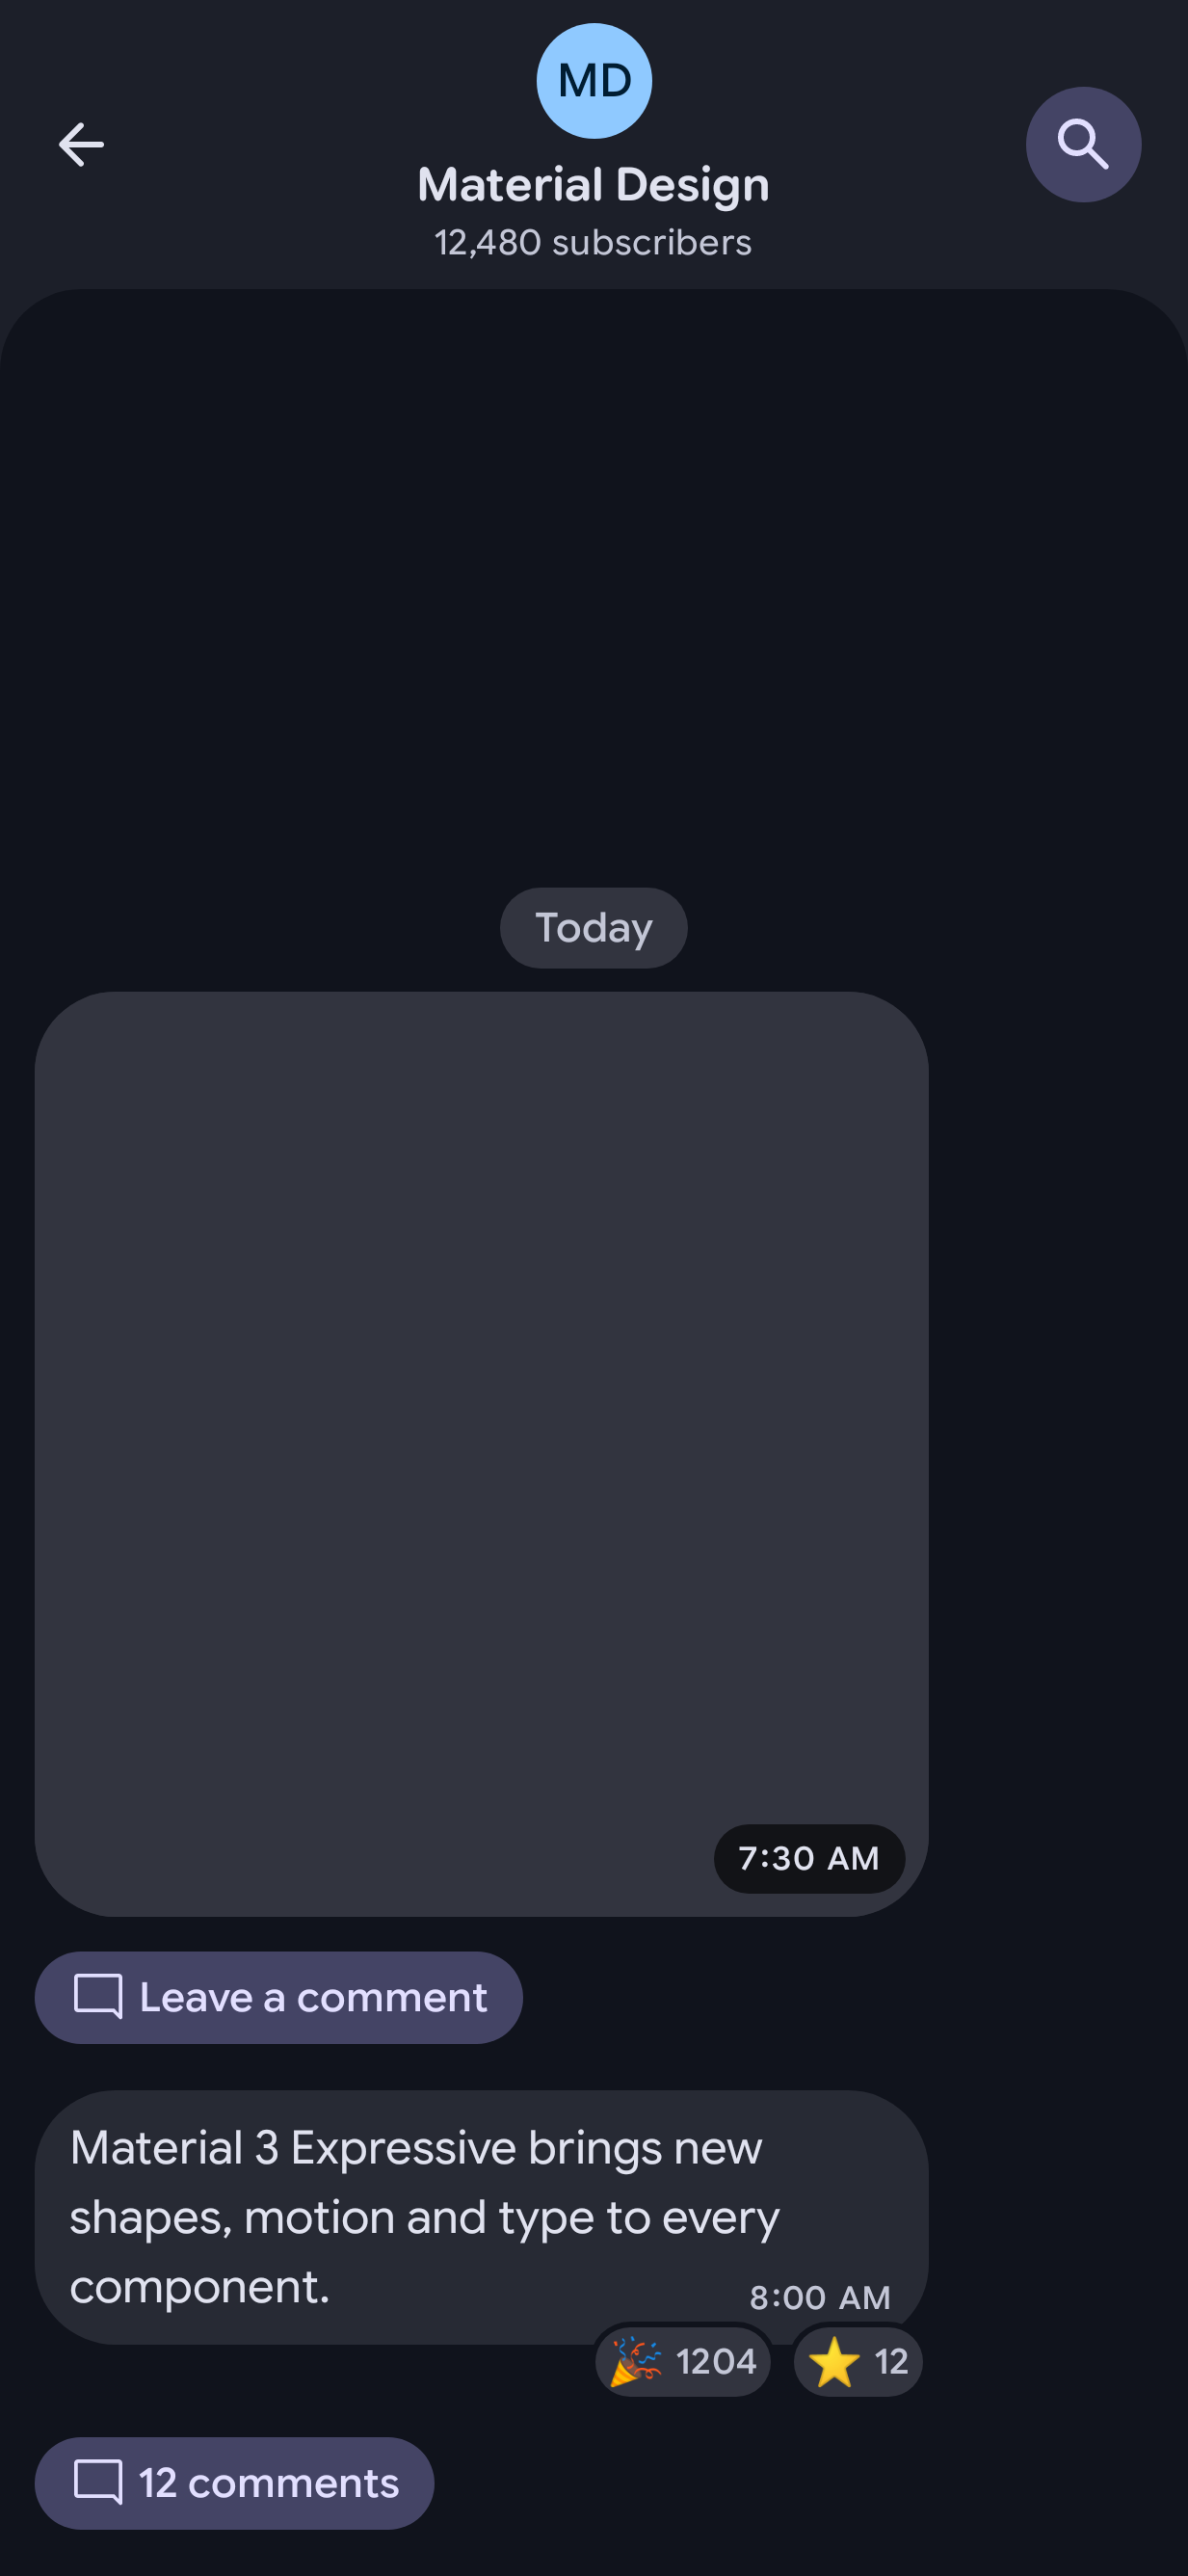 MD
Material Design
12,480 subscribers
Today
7:30 AM
Leave a comment
Material 3 Expressive brings new
shapes, motion and type to every
component.
8:00 AM
🎉 1204 ⭐ 12
12 comments